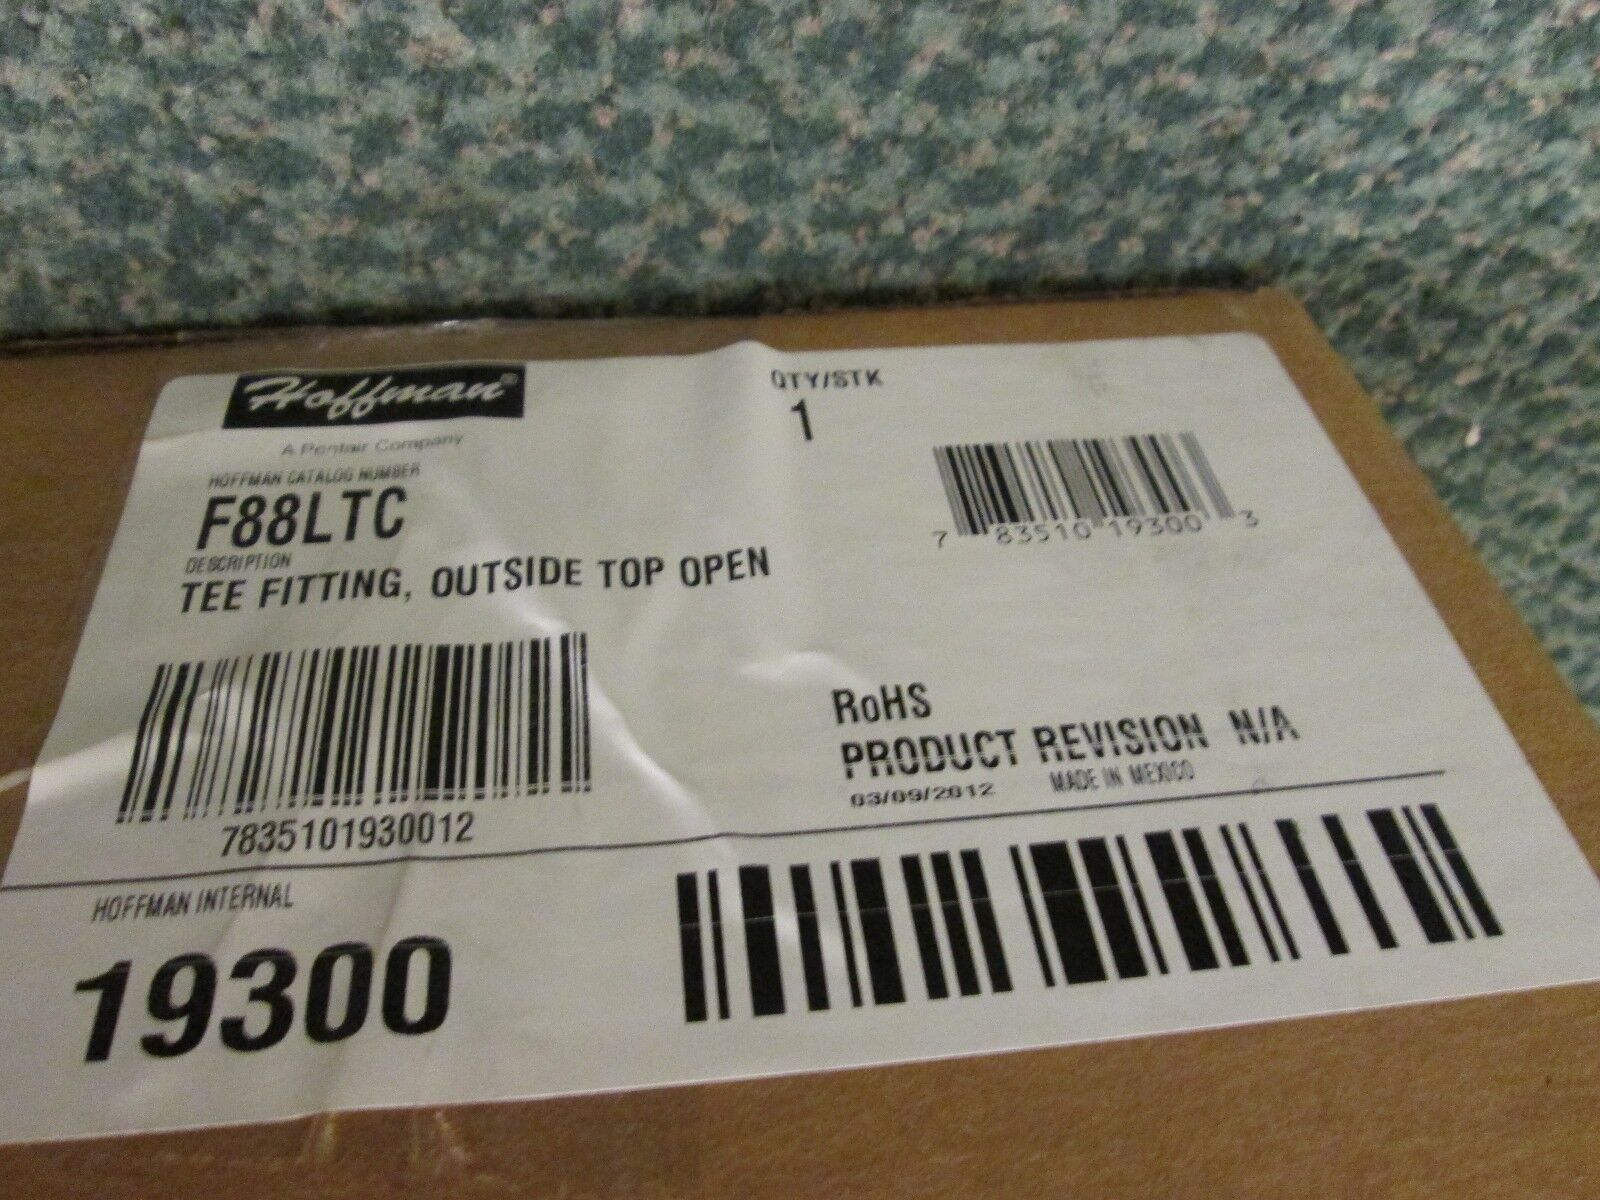 Hoffman®
A Pentair Company
QTY/STK
1
HOFFMAN CATALOG NUMBER
F88LTC
DESCRIPTION
TEE FITTING, OUTSIDE TOP OPEN
7 83510 19300 3
7835101930012
RoHS
PRODUCT REVISION N/A
03/09/2012 MADE IN MEXICO
HOFFMAN INTERNAL
19300